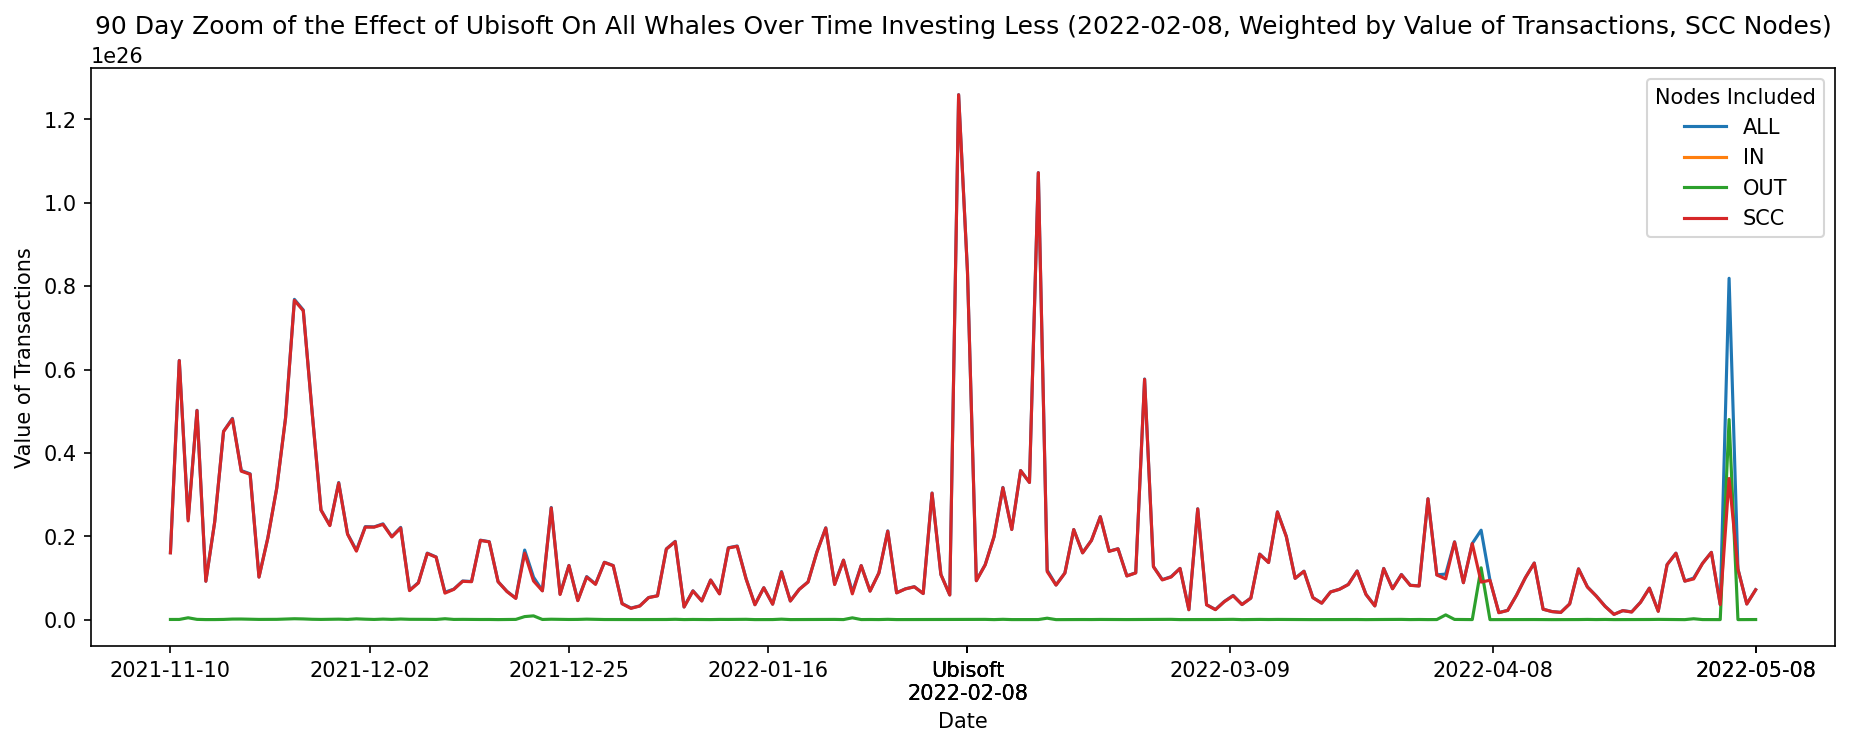 90 Day Zoom of the Effect of Ubisoft On All Whales Over Time Investing Less (2022-02-08, Weighted by Value of Transactions, SCC Nodes)
1e26
Nodes Included
ALL
IN
OUT
SCC
Value of Transactions
1.2
1.0
0.8
0.6
0.4
0.2
0.0
2021-11-10 2021-12-02 2021-12-25 2022-01-16 Ubisoft 2022-03-09 2022-04-08 2022-05-08
2022-02-08
Date